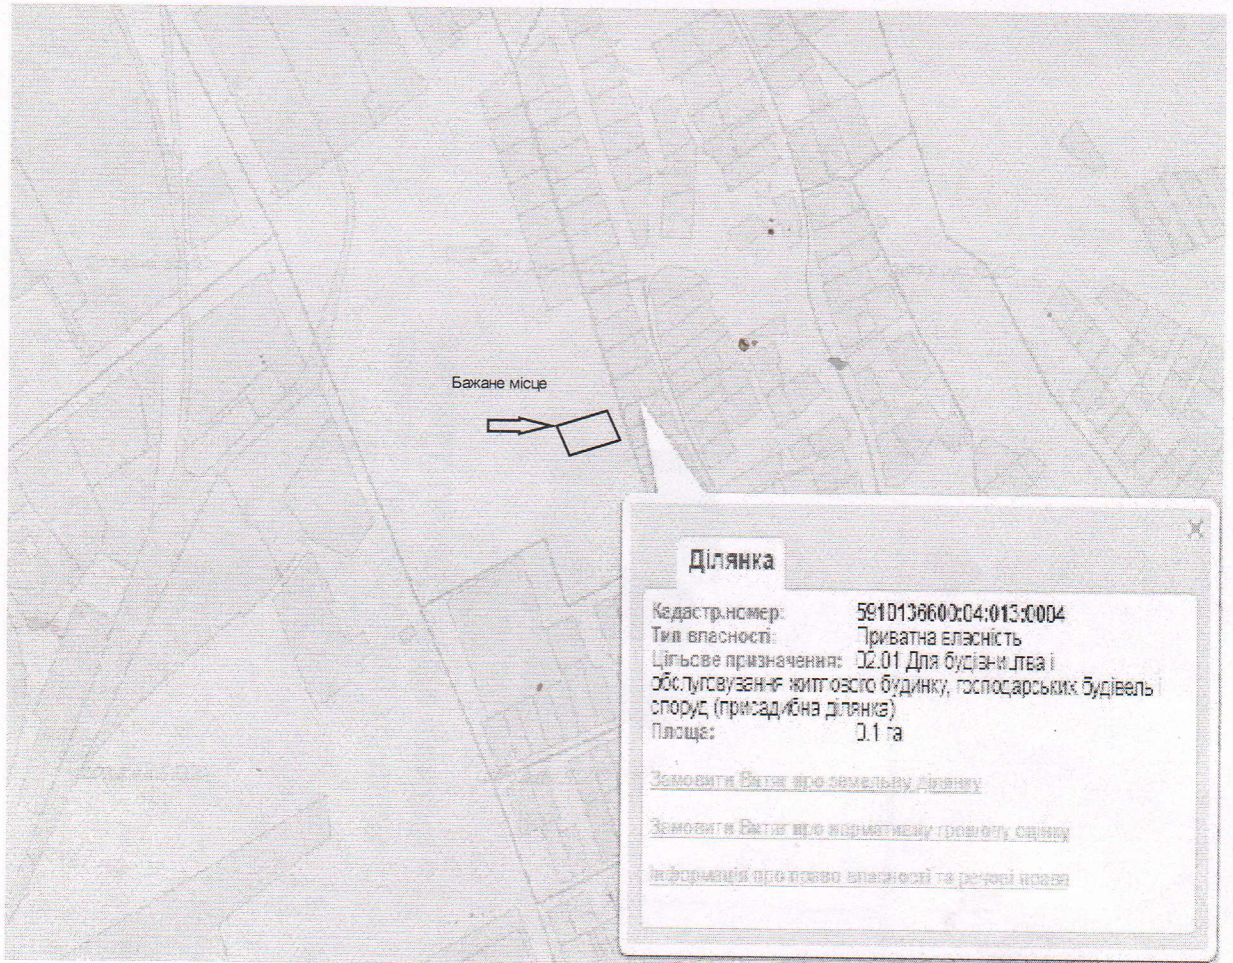 Бажане місце
Ділянка
Кадастр.номер: 5910136600:04:013:0004
Тип власності: Приватна власність
Цільове призначення: 02.01 Для будівництва і
обслуговування житлового будинку, господарських будівель і
споруд (присадибна ділянка)
Площа: 0.1 га
Замовити Витяг про земельну ділянку
Замовити Витяг про нормативну грошову оцінку
Інформація про право власності та речові права